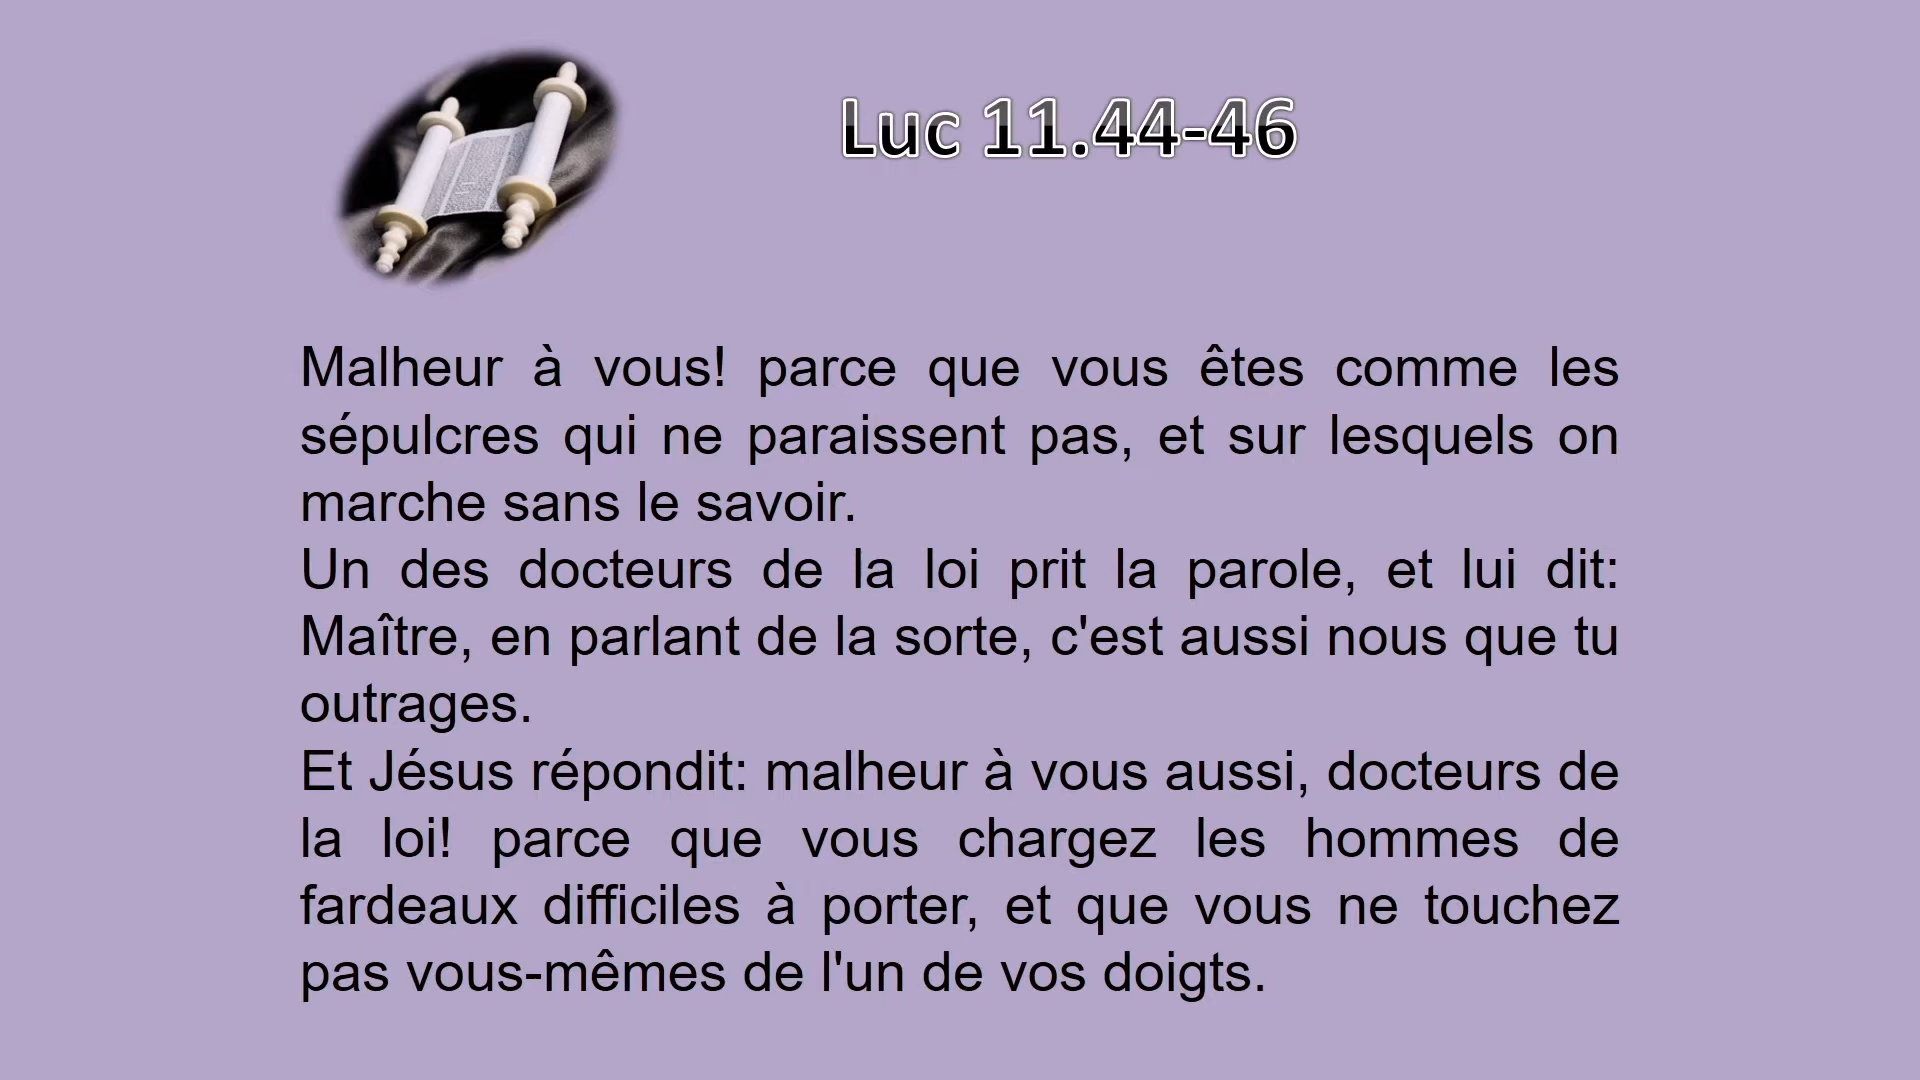 Luc 11.44-46
Malheur à vous! parce que vous êtes comme les
sépulcres qui ne paraissent pas, et sur lesquels on
marche sans le savoir.
Un des docteurs de la loi prit la parole, et lui dit:
Maître, en parlant de la sorte, c'est aussi nous que tu
outrages.
Et Jésus répondit: malheur à vous aussi, docteurs de
la loi! parce que vous chargez les hommes de
fardeaux difficiles à porter, et que vous ne touchez
pas vous-mêmes de l'un de vos doigts.